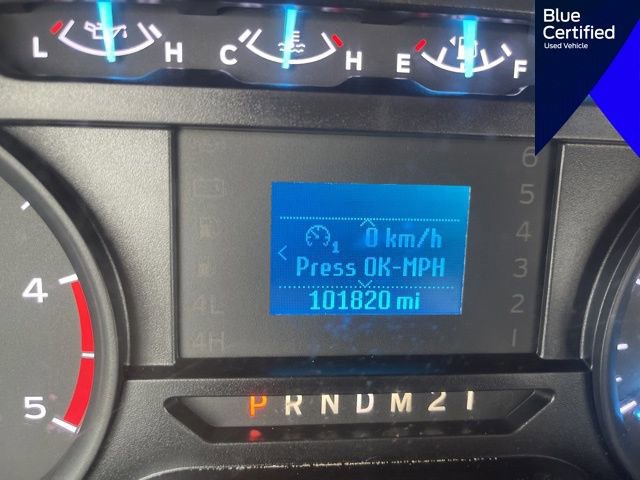 Blue
Certified
Used Vehicle
L H
C H
E F
6
5
4
3
2
1
4L
4H
4
5
0 km/h
1
Press OK-MPH
101820 mi
P R N D M 2 1